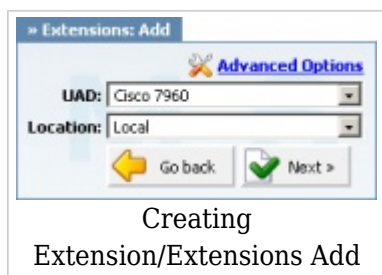 » Extensions: Add
Advanced Options
UAD: Cisco 7960
Location: Local
Go back Next »
Creating
Extension/Extensions Add